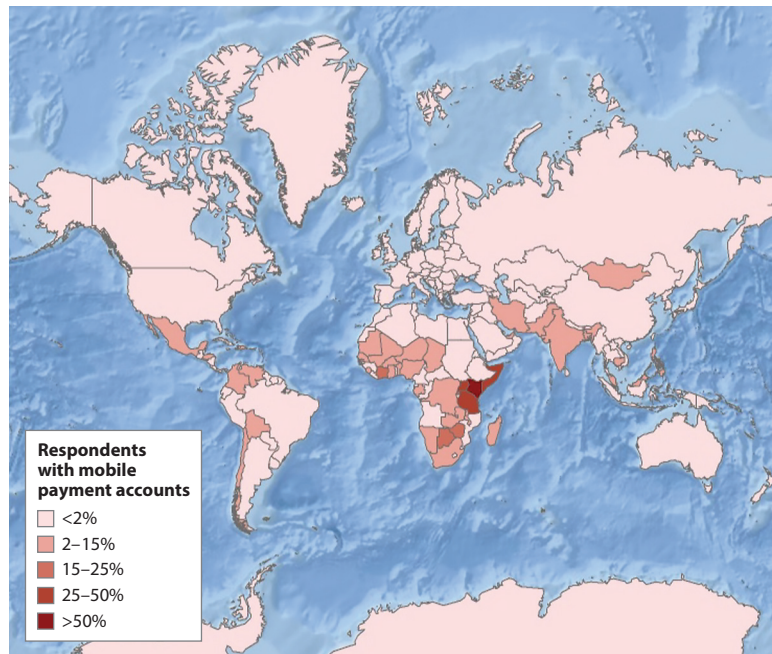 Respondents
with mobile
payment accounts
<2%
2–15%
15–25%
25–50%
>50%